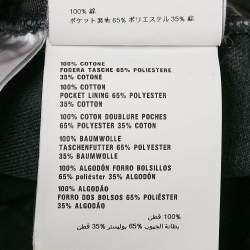 100% 綿
ポケット裏地 65% ポリエステル 35% 綿
100% COTONE
FODERA TASCHE 65% POLIESTERE
35% COTONE
100% COTTON
POCKET LINING 65% POLYESTER
35% COTTON
100% COTON DOUBLURE POCHES
65% POLYESTER 35% COTON
100% BAUMWOLLE
TASCHENFUTTER 65% POLYESTER
35% BAUMWOLLE
100% ALGODÓN FORRO BOLSILLOS
65% poliéster 35% ALGODÓN
100% ALGODÃO
FORRO DOS BOLSOS 65% POLIESTER
35% ALGODÃO
100% قطن
بطانة الجيوب 65% بوليستر 35% قطن